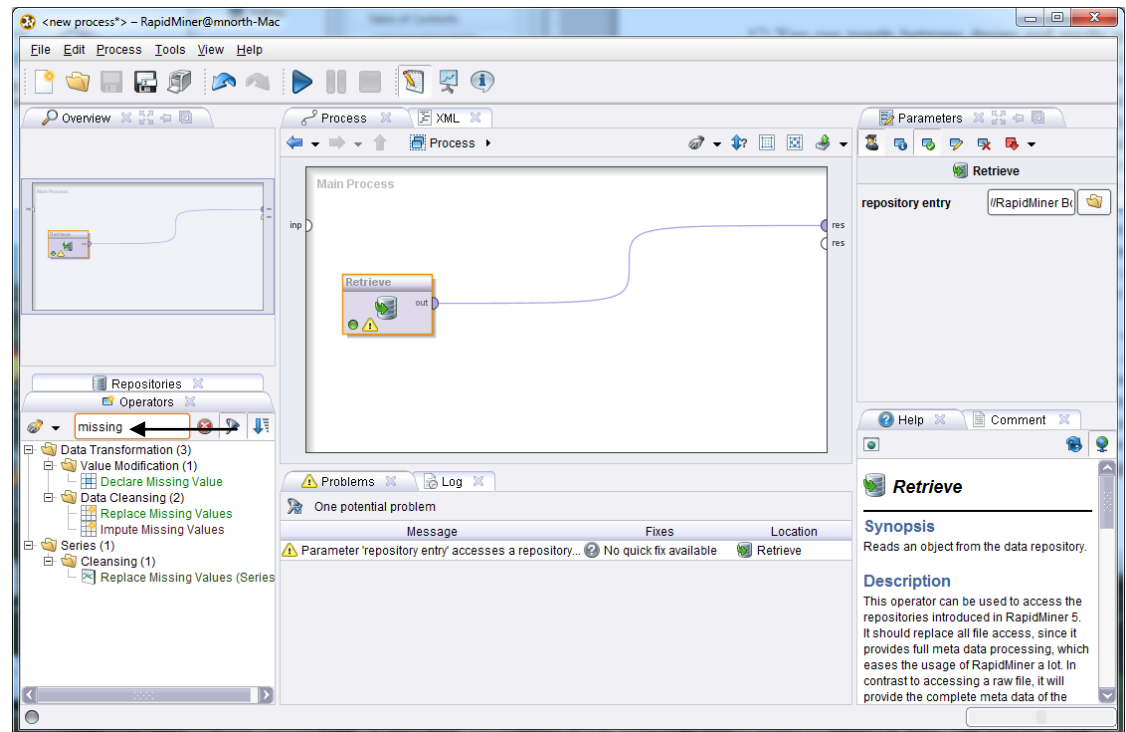 <new process*> – RapidMiner@mnorth-Mac
File Edit Process Tools View Help
Overview
Process
XML
Parameters
Process
Retrieve
repository entry
//RapidMiner Bo
Main Process
inp
res
res
Retrieve
out
Main Process
Retrieve
Repositories
Operators
missing
Data Transformation (3)
Value Modification (1)
Declare Missing Value
Data Cleansing (2)
Replace Missing Values
Impute Missing Values
Series (1)
Cleansing (1)
Replace Missing Values (Series
Problems
Log
One potential problem
Message Fixes Location
Parameter 'repository entry' accesses a repository... No quick fix available Retrieve
Help
Comment
Retrieve
Synopsis
Reads an object from the data repository.
Description
This operator can be used to access the
repositories introduced in RapidMiner 5.
It should replace all file access, since it
provides full meta data processing, which
eases the usage of RapidMiner a lot. In
contrast to accessing a raw file, it will
provide the complete meta data of the